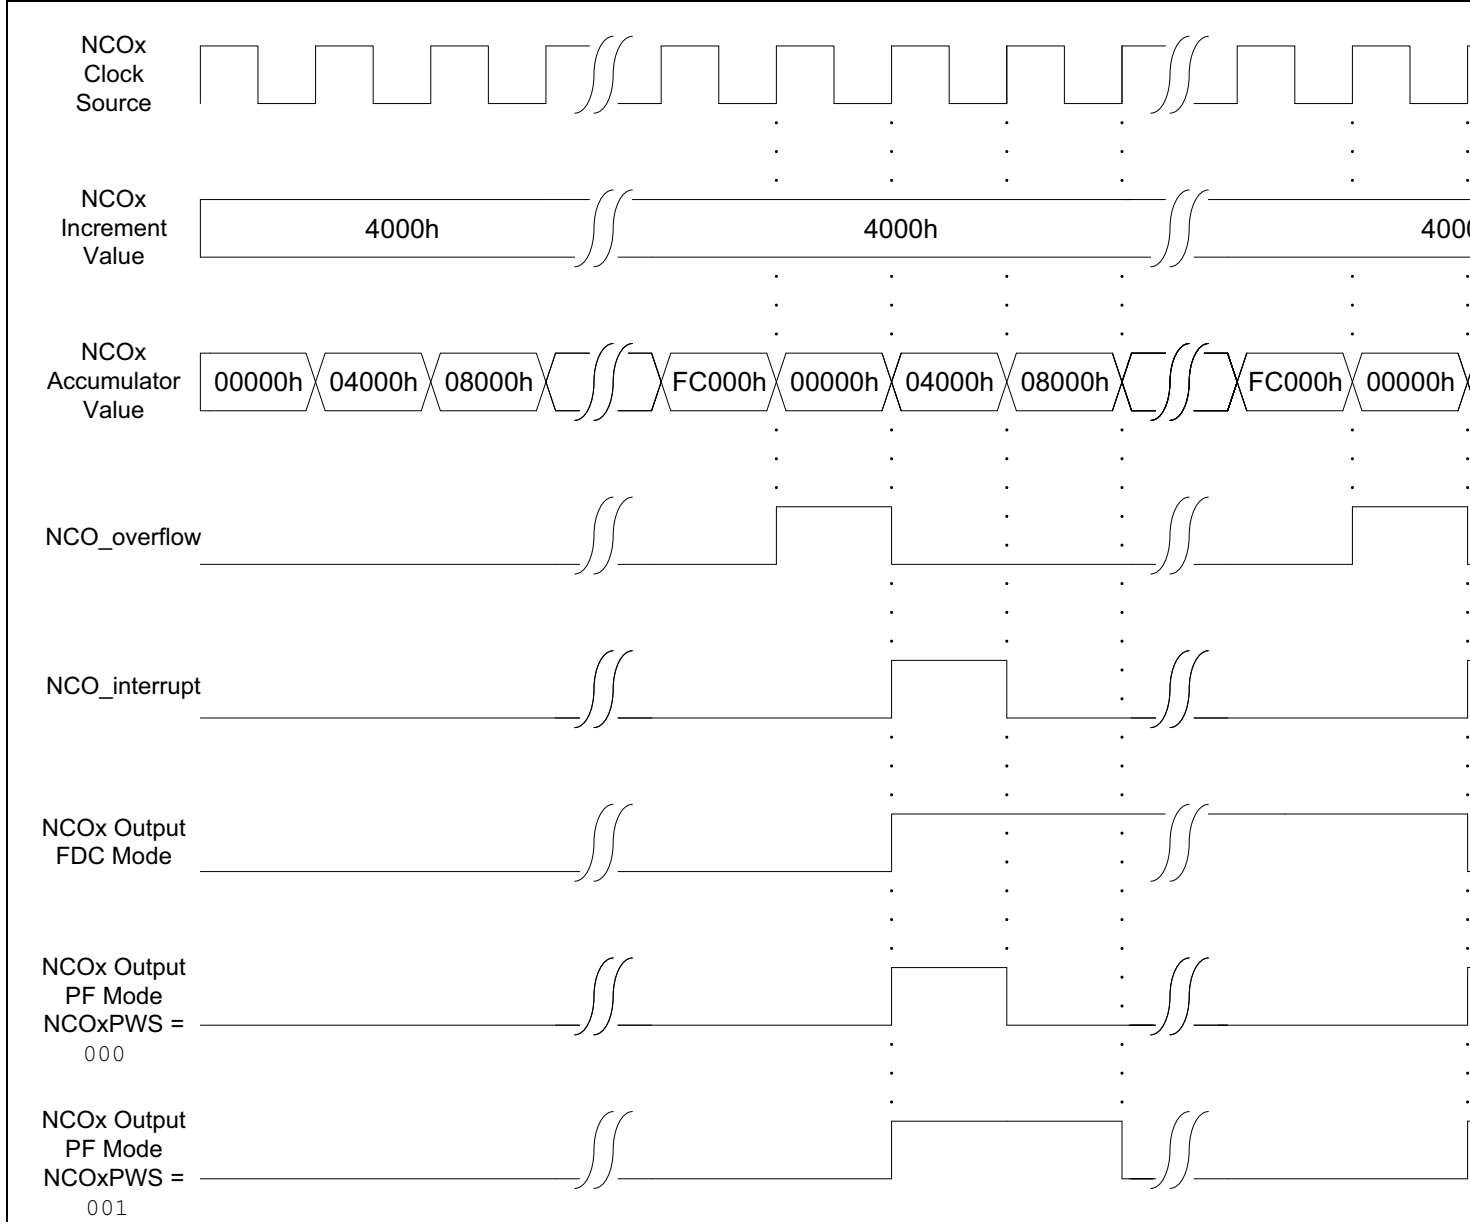 NCOx
Clock
Source
NCOx
Increment
Value
4000h
4000h
400
NCOx
Accumulator
Value
00000h
04000h
08000h
FC000h
00000h
04000h
08000h
FC000h
00000h
NCO_overflow
NCO_interrupt
NCOx Output
FDC Mode
NCOx Output
PF Mode
NCOxPWS =
000
NCOx Output
PF Mode
NCOxPWS =
001